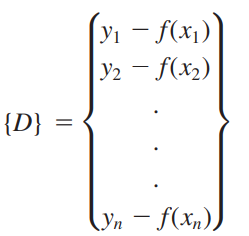 {D} = { y₁ − f(x₁)
y₂ − f(x₂)
.
.
.
yₙ − f(xₙ) }